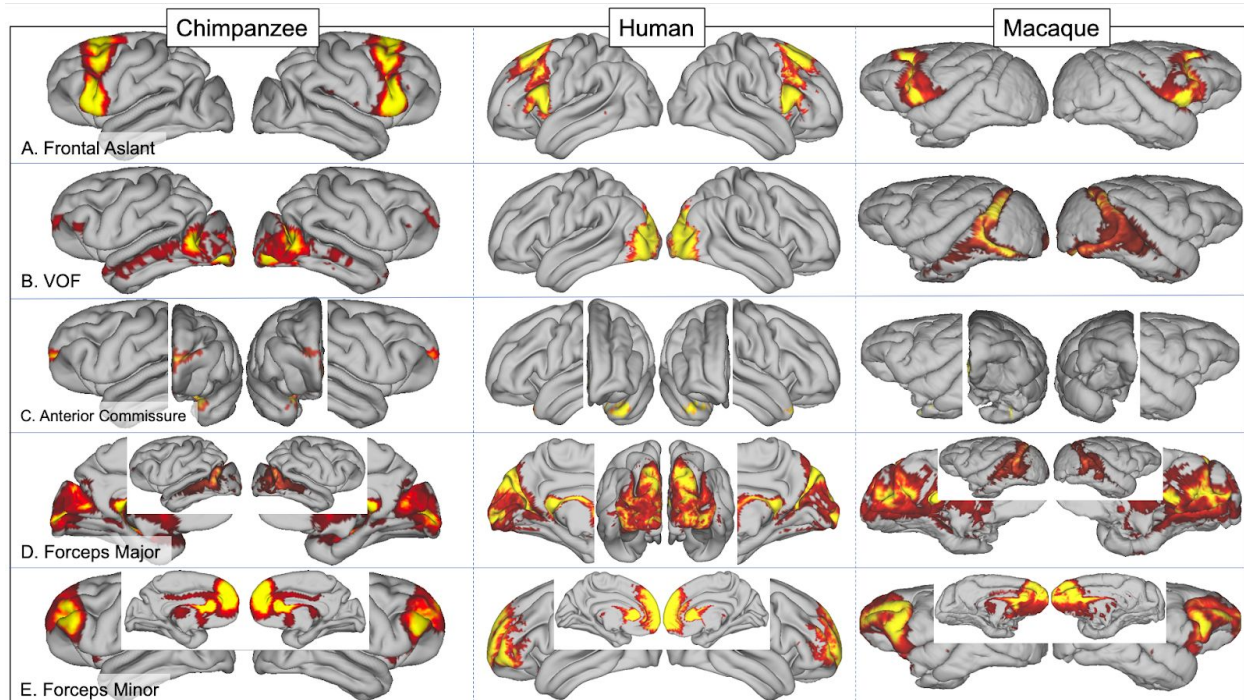 Chimpanzee
Human
Macaque
A. Frontal Aslant
B. VOF
C. Anterior Commissure
D. Forceps Major
E. Forceps Minor